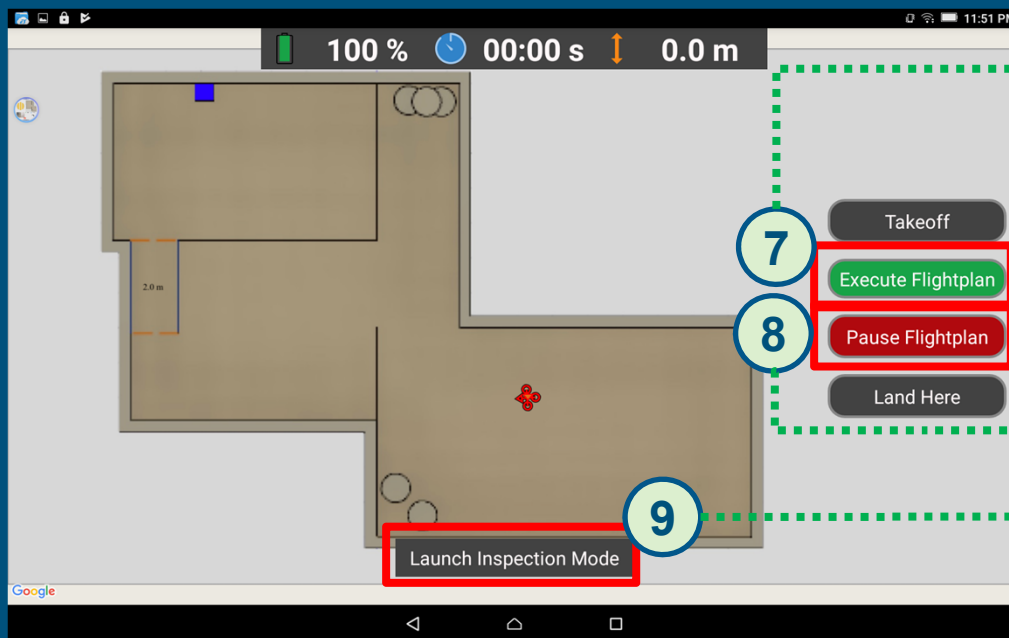 11:51 PM
100 % 00:00 s 0.0 m
7
Takeoff
Execute Flightplan
2.0 m
8
Pause Flightplan
Land Here
9
Launch Inspection Mode
Google